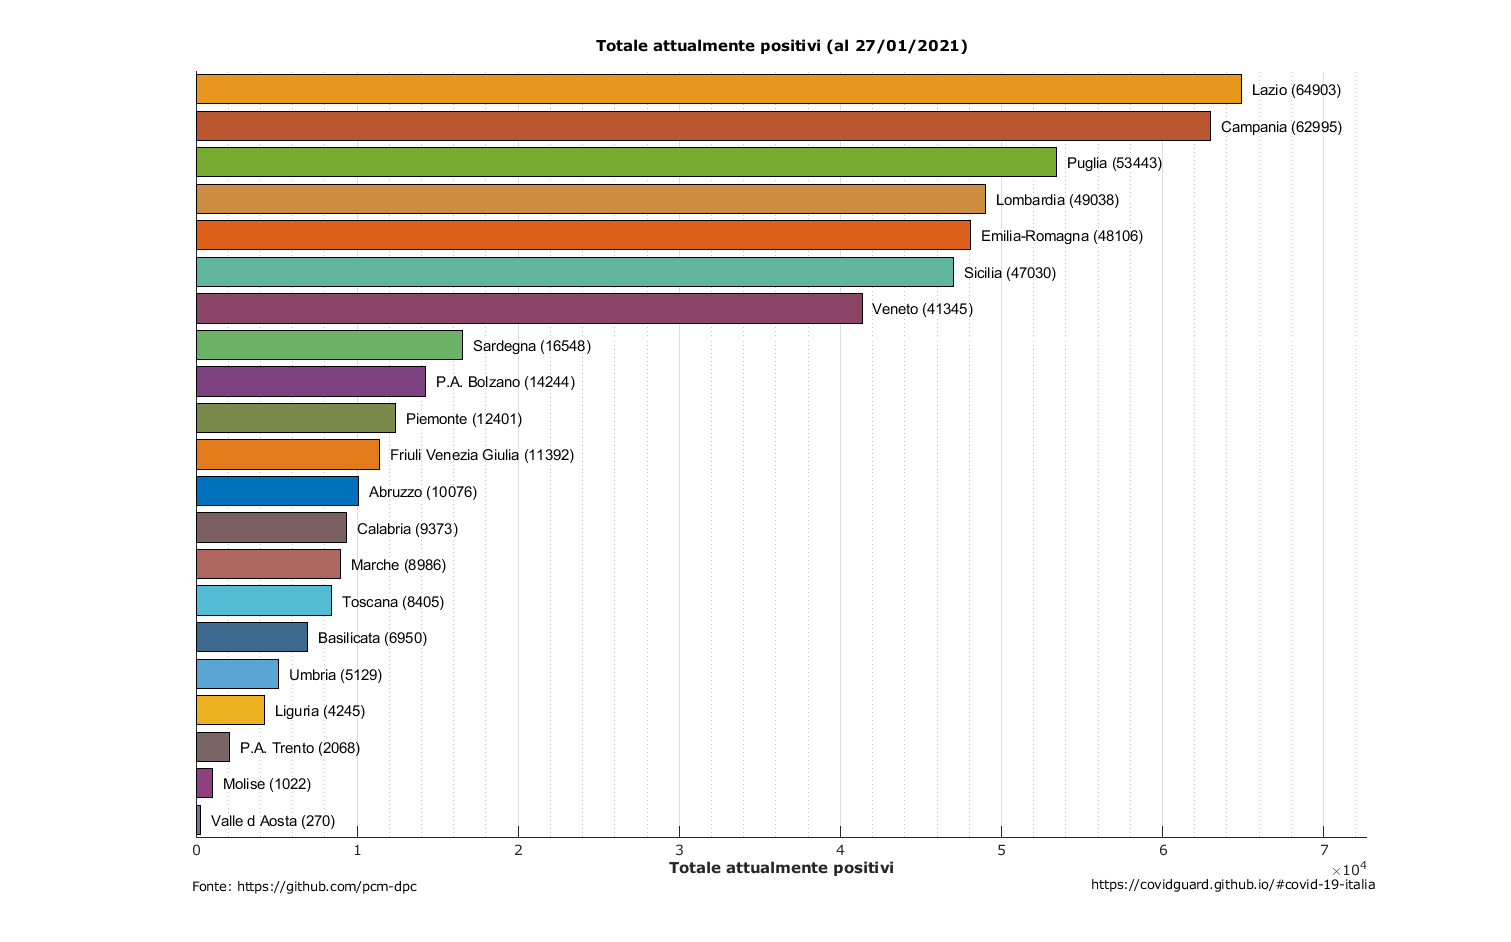 Totale attualmente positivi (al 27/01/2021)
Lazio (64903)
Campania (62995)
Puglia (53443)
Lombardia (49038)
Emilia-Romagna (48106)
Sicilia (47030)
Veneto (41345)
Sardegna (16548)
P.A. Bolzano (14244)
Piemonte (12401)
Friuli Venezia Giulia (11392)
Abruzzo (10076)
Calabria (9373)
Marche (8986)
Toscana (8405)
Basilicata (6950)
Umbria (5129)
Liguria (4245)
P.A. Trento (2068)
Molise (1022)
Valle d Aosta (270)
0 1 2 3 4 5 6 7
×10⁴
Totale attualmente positivi
Fonte: https://github.com/pcm-dpc
https://covidguard.github.io/#covid-19-italia